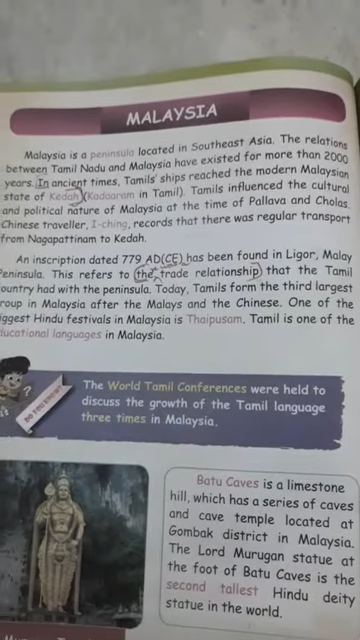 MALAYSIA
Malaysia is a peninsula located in Southeast Asia. The relations
between Tamil Nadu and Malaysia have existed for more than 2000
years. In ancient times, Tamils' ships reached the modern Malaysian
state of Kedah (Kadaaram in Tamil). Tamils influenced the cultural
and political nature of Malaysia at the time of Pallava and Cholas.
Chinese traveller, I-ching, records that there was regular transport
from Nagapattinam to Kedah.
An inscription dated 779 AD(CE) has been found in Ligor, Malay
Peninsula. This refers to the trade relationship that the Tamil
ountry had with the peninsula. Today, Tamils form the third largest
roup in Malaysia after the Malays and the Chinese. One of the
iggest Hindu festivals in Malaysia is Thaipusam. Tamil is one of the
ducational languages in Malaysia.
DO YOU KNOW?
The World Tamil Conferences were held to
discuss the growth of the Tamil language
three times in Malaysia.
Batu Caves is a limestone
hill, which has a series of caves
and cave temple located at
Gombak district in Malaysia.
The Lord Murugan statue at
the foot of Batu Caves is the
second tallest Hindu deity
statue in the world.